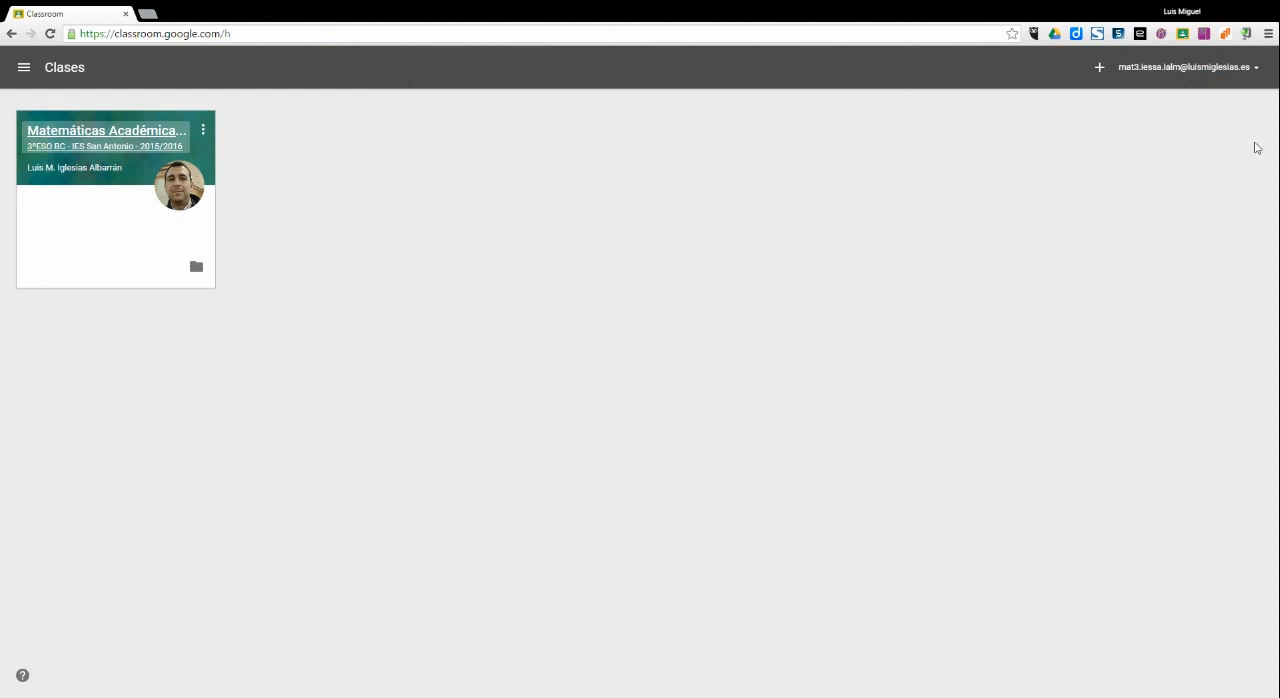 Luis Miguel
Classroom
https://classroom.google.com/h
Clases
mat3.iessa.ialm@luismiglesias.es
Matemáticas Académica...
3ºESO BC - IES San Antonio - 2015/2016
Luis M. Iglesias Albarrán